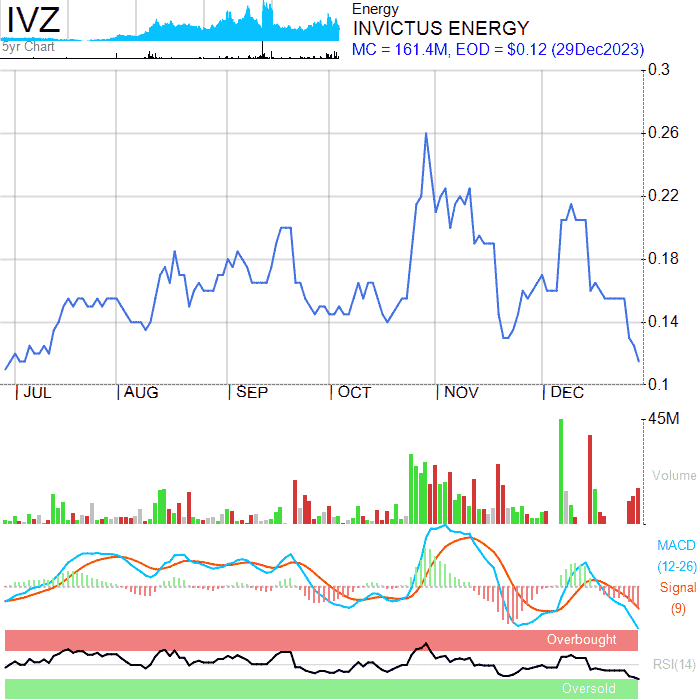 IVZ
5yr Chart
Energy
INVICTUS ENERGY
MC = 161.4M, EOD = $0.12 (29Dec2023)
0.3
0.26
0.22
0.18
0.14
0.1
JUL AUG SEP OCT NOV DEC
45M
Volume
MACD
(12-26)
Signal
(9)
Overbought
RSI(14)
Oversold